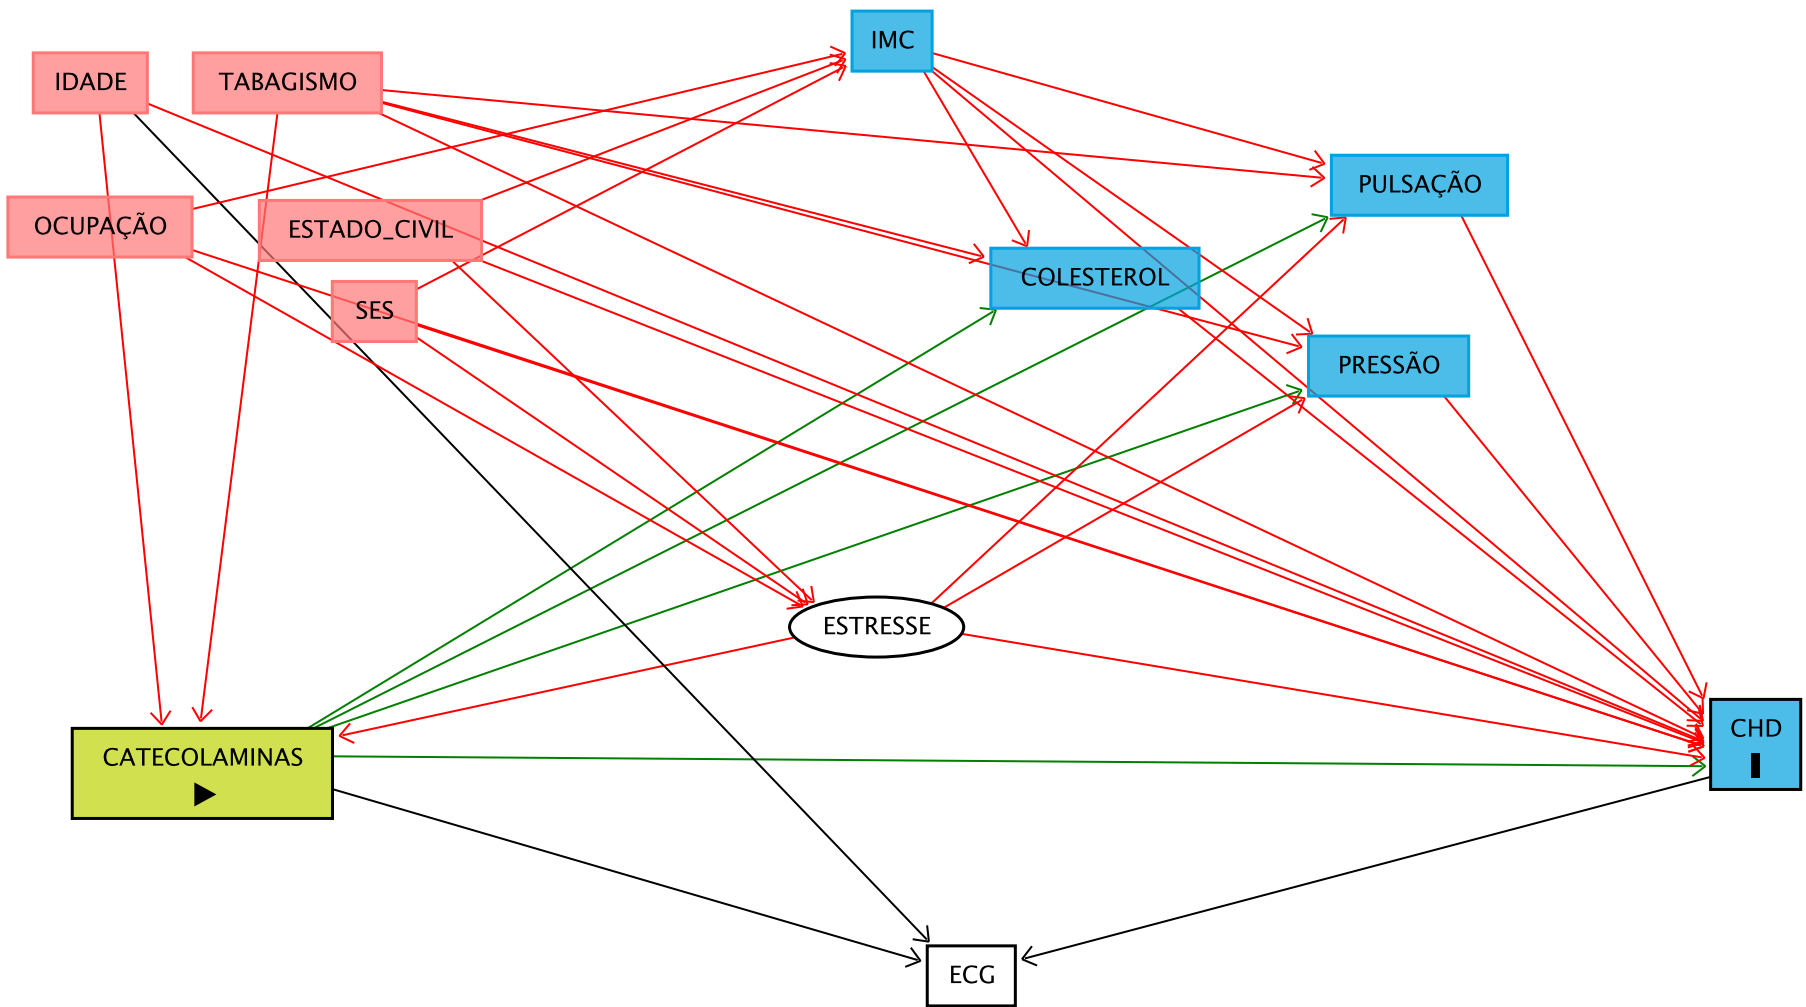 IMC
IDADE
TABAGISMO
PULSAÇÃO
OCUPAÇÃO
ESTADO_CIVIL
COLESTEROL
SES
PRESSÃO
ESTRESSE
CHD
CATECOLAMINAS
ECG